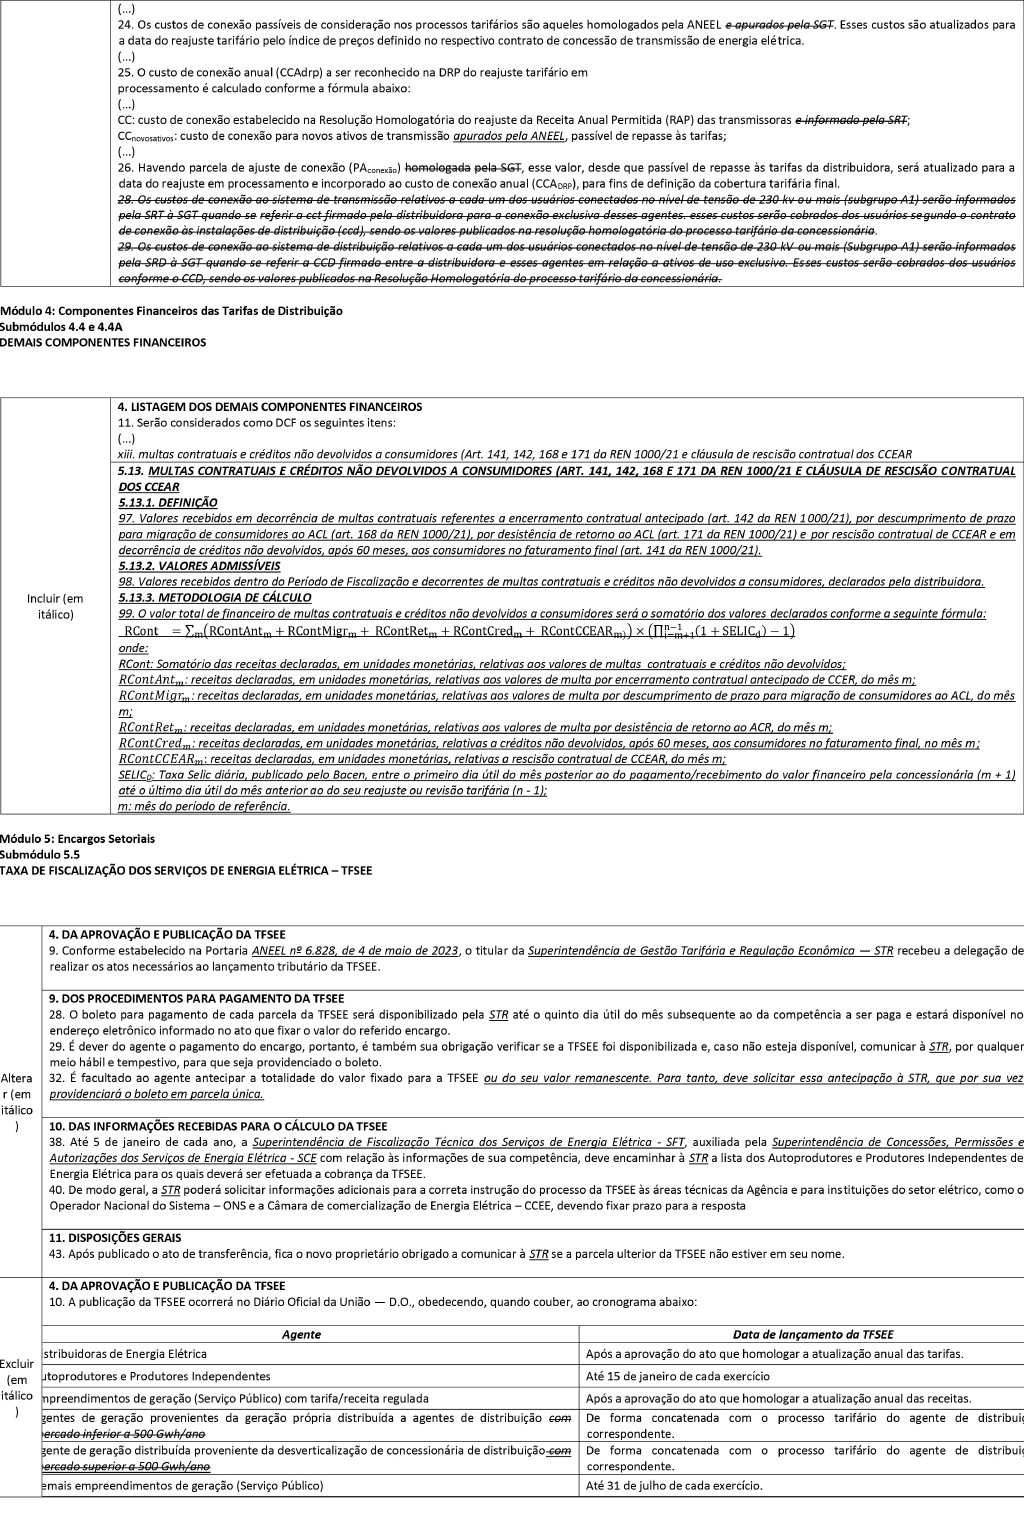 (...)
24. Os custos de conexão passíveis de consideração nos processos tarifários são aqueles homologados pela ANEEL e apurados pela SGT. Esses custos são atualizados para
a data do reajuste tarifário pelo índice de preços definido no respectivo contrato de concessão de transmissão de energia elétrica.
(...)
25. O custo de conexão anual (CCAdrp) a ser reconhecido na DRP do reajuste tarifário em
processamento é calculado conforme a fórmula abaixo:
(...)
CC: custo de conexão estabelecido na Resolução Homologatória do reajuste da Receita Anual Permitida (RAP) das transmissoras e informado pela SRT;
CCnovosativos: custo de conexão para novos ativos de transmissão apurados pela ANEEL, passível de repasse às tarifas;
(...)
26. Havendo parcela de ajuste de conexão (PAconexão) homologada pela SGT, esse valor, desde que passível de repasse às tarifas da distribuidora, será atualizado para a
data do reajuste em processamento e incorporado ao custo de conexão anual (CCADRP), para fins de definição da cobertura tarifária final.
28. Os custos de conexão ao sistema de transmissão relativos a cada um dos usuários conectados no nível de tensão de 230 kv ou mais (subgrupo A1) serão informados
pela SRT à SGT quando se referir a cct firmado pela distribuidora para a conexão exclusiva desses agentes. esses custos serão cobrados dos usuários segundo o contrato
de conexão às instalações de distribuição (ccd), sendo os valores publicados na resolução homologatória do processo tarifário da concessionária.
29. Os custos de conexão ao sistema de distribuição relativos a cada um dos usuários conectados no nível de tensão de 230 kV ou mais (Subgrupo A1) serão informados
pela SRD à SGT quando se referir a CCD firmado entre a distribuidora e esses agentes em relação a ativos de uso exclusivo. Esses custos serão cobrados dos usuários
conforme o CCD, sendo os valores publicados na Resolução Homologatória do processo tarifário da concessionária.
Módulo 4: Componentes Financeiros das Tarifas de Distribuição
Submódulos 4.4 e 4.4A
DEMAIS COMPONENTES FINANCEIROS
Incluir (em
itálico)
4. LISTAGEM DOS DEMAIS COMPONENTES FINANCEIROS
11. Serão considerados como DCF os seguintes itens:
(...)
xiii. multas contratuais e créditos não devolvidos a consumidores (Art. 141, 142, 168 e 171 da REN 1000/21 e cláusula de rescisão contratual dos CCEAR
5.13. MULTAS CONTRATUAIS E CRÉDITOS NÃO DEVOLVIDOS A CONSUMIDORES (ART. 141, 142, 168 E 171 DA REN 1000/21 E CLÁUSULA DE RESCISÃO CONTRATUAL
DOS CCEAR
5.13.1. DEFINIÇÃO
97. Valores recebidos em decorrência de multas contratuais referentes a encerramento contratual antecipado (art. 142 da REN 1000/21), por descumprimento de prazo
para migração de consumidores ao ACL (art. 168 da REN 1000/21), por desistência de retorno ao ACL (art. 171 da REN 1000/21) e por rescisão contratual de CCEAR e em
decorrência de créditos não devolvidos, após 60 meses, aos consumidores no faturamento final (art. 141 da REN 1000/21).
5.13.2. VALORES ADMISSÍVEIS
98. Valores recebidos dentro do Período de Fiscalização e decorrentes de multas contratuais e créditos não devolvidos a consumidores, declarados pela distribuidora.
5.13.3. METODOLOGIA DE CÁLCULO
99. O valor total de financeiro de multas contratuais e créditos não devolvidos a consumidores será o somatório dos valores declarados conforme a seguinte fórmula:
RCont = ∑m(RContAntm + RContMigrm + RContRetm + RContCredm + RContCCEARm)) × (∏i=m+1n−1(1 + SELICd) − 1)
onde:
RCont: Somatório das receitas declaradas, em unidades monetárias, relativas aos valores de multas contratuais e créditos não devolvidos;
RContAntm: receitas declaradas, em unidades monetárias, relativas aos valores de multa por encerramento contratual antecipado de CCER, do mês m;
RContMigrm: receitas declaradas, em unidades monetárias, relativas aos valores de multa por descumprimento de prazo para migração de consumidores ao ACL, do mês
m;
RContRetm: receitas declaradas, em unidades monetárias, relativas aos valores de multa por desistência de retorno ao ACR, do mês m;
RContCredm: receitas declaradas, em unidades monetárias, relativas a créditos não devolvidos, após 60 meses, aos consumidores no faturamento final, no mês m;
RContCCEARm: receitas declaradas, em unidades monetárias, relativas a rescisão contratual de CCEAR, do mês m;
SELICD: Taxa Selic diária, publicado pelo Bacen, entre o primeiro dia útil do mês posterior ao do pagamento/recebimento do valor financeiro pela concessionária (m + 1)
até o último dia útil do mês anterior ao do seu reajuste ou revisão tarifária (n - 1);
m: mês do período de referência.
Módulo 5: Encargos Setoriais
Submódulo 5.5
TAXA DE FISCALIZAÇÃO DOS SERVIÇOS DE ENERGIA ELÉTRICA – TFSEE
Altera
r (em
itálico
)
4. DA APROVAÇÃO E PUBLICAÇÃO DA TFSEE
9. Conforme estabelecido na Portaria ANEEL nº 6.828, de 4 de maio de 2023, o titular da Superintendência de Gestão Tarifária e Regulação Econômica — STR recebeu a delegação de
realizar os atos necessários ao lançamento tributário da TFSEE.
9. DOS PROCEDIMENTOS PARA PAGAMENTO DA TFSEE
28. O boleto para pagamento de cada parcela da TFSEE será disponibilizado pela STR até o quinto dia útil do mês subsequente ao da competência a ser paga e estará disponível no
endereço eletrônico informado no ato que fixar o valor do referido encargo.
29. É dever do agente o pagamento do encargo, portanto, é também sua obrigação verificar se a TFSEE foi disponibilizada e, caso não esteja disponível, comunicar à STR, por qualquer
meio hábil e tempestivo, para que seja providenciado o boleto.
32. É facultado ao agente antecipar a totalidade do valor fixado para a TFSEE ou do seu valor remanescente. Para tanto, deve solicitar essa antecipação à STR, que por sua vez
providenciará o boleto em parcela única.
10. DAS INFORMAÇÕES RECEBIDAS PARA O CÁLCULO DA TFSEE
38. Até 5 de janeiro de cada ano, a Superintendência de Fiscalização Técnica dos Serviços de Energia Elétrica - SFT, auxiliada pela Superintendência de Concessões, Permissões e
Autorizações dos Serviços de Energia Elétrica - SCE com relação às informações de sua competência, deve encaminhar à STR a lista dos Autoprodutores e Produtores Independentes de
Energia Elétrica para os quais deverá ser efetuada a cobrança da TFSEE.
40. De modo geral, a STR poderá solicitar informações adicionais para a correta instrução do processo da TFSEE às áreas técnicas da Agência e para instituições do setor elétrico, como o
Operador Nacional do Sistema – ONS e a Câmara de comercialização de Energia Elétrica – CCEE, devendo fixar prazo para a resposta
11. DISPOSIÇÕES GERAIS
43. Após publicado o ato de transferência, fica o novo proprietário obrigado a comunicar à STR se a parcela ulterior da TFSEE não estiver em seu nome.
Excluir
(em
itálico
)
4. DA APROVAÇÃO E PUBLICAÇÃO DA TFSEE
10. A publicação da TFSEE ocorrerá no Diário Oficial da União — D.O., obedecendo, quando couber, ao cronograma abaixo:
Agente Data de lançamento da TFSEE
stribuidoras de Energia Elétrica Após a aprovação do ato que homologar a atualização anual das tarifas.
utoprodutores e Produtores Independentes Até 15 de janeiro de cada exercício
mpreendimentos de geração (Serviço Público) com tarifa/receita regulada Após a aprovação do ato que homologar a atualização anual das receitas.
gentes de geração provenientes da geração própria distribuída a agentes de distribuição com
ercado inferior a 500 Gwh/ano
De forma concatenada com o processo tarifário do agente de distribuiç
correspondente.
gente de geração distribuída proveniente da desverticalização de concessionária de distribuição com
ercado superior a 500 Gwh/ano
De forma concatenada com o processo tarifário do agente de distribuiç
correspondente.
emais empreendimentos de geração (Serviço Público) Até 31 de julho de cada exercício.